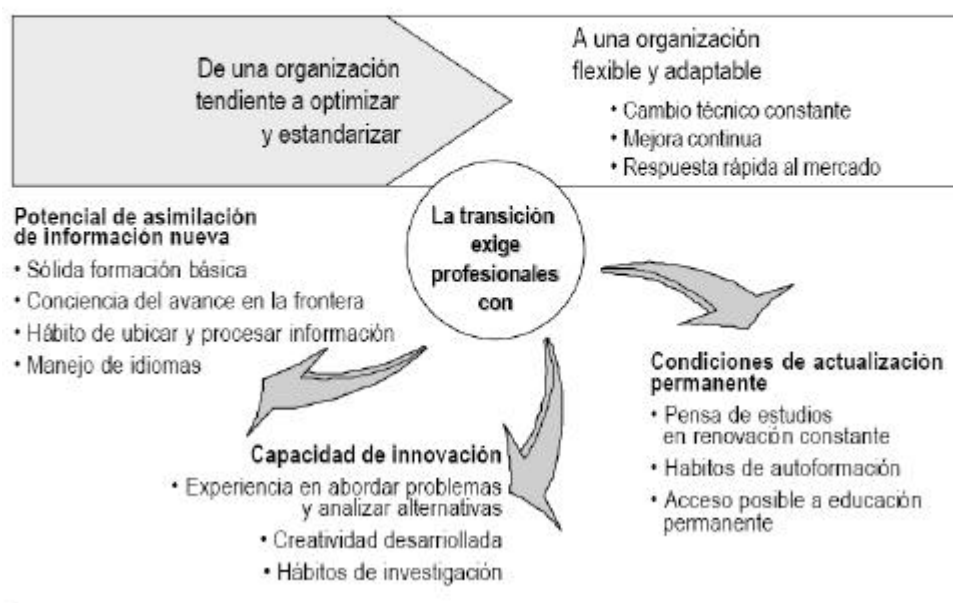 De una organización
tendiente a optimizar
y estandarizar
A una organización
flexible y adaptable
• Cambio técnico constante
• Mejora continua
• Respuesta rápida al mercado
La transición
exige
profesionales
con
Potencial de asimilación
de información nueva
• Sólida formación básica
• Conciencia del avance en la frontera
• Hábito de ubicar y procesar información
• Manejo de idiomas
Capacidad de innovación
• Experiencia en abordar problemas
y analizar alternativas
• Creatividad desarriollada
• Hábitos de investigación
Condiciones de actualización
permanente
• Pensa de estudios
en renovación constante
• Habitos de autoformación
• Acceso posible a educación
permanente